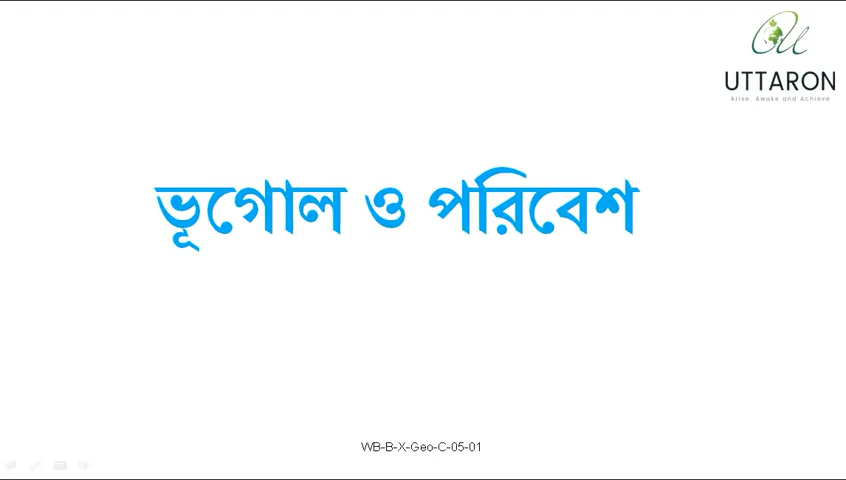 UTTARON
Arise, Awake and Achieve
ভূগোল ও পরিবেশ
WB-B-X-Geo-C-05-01